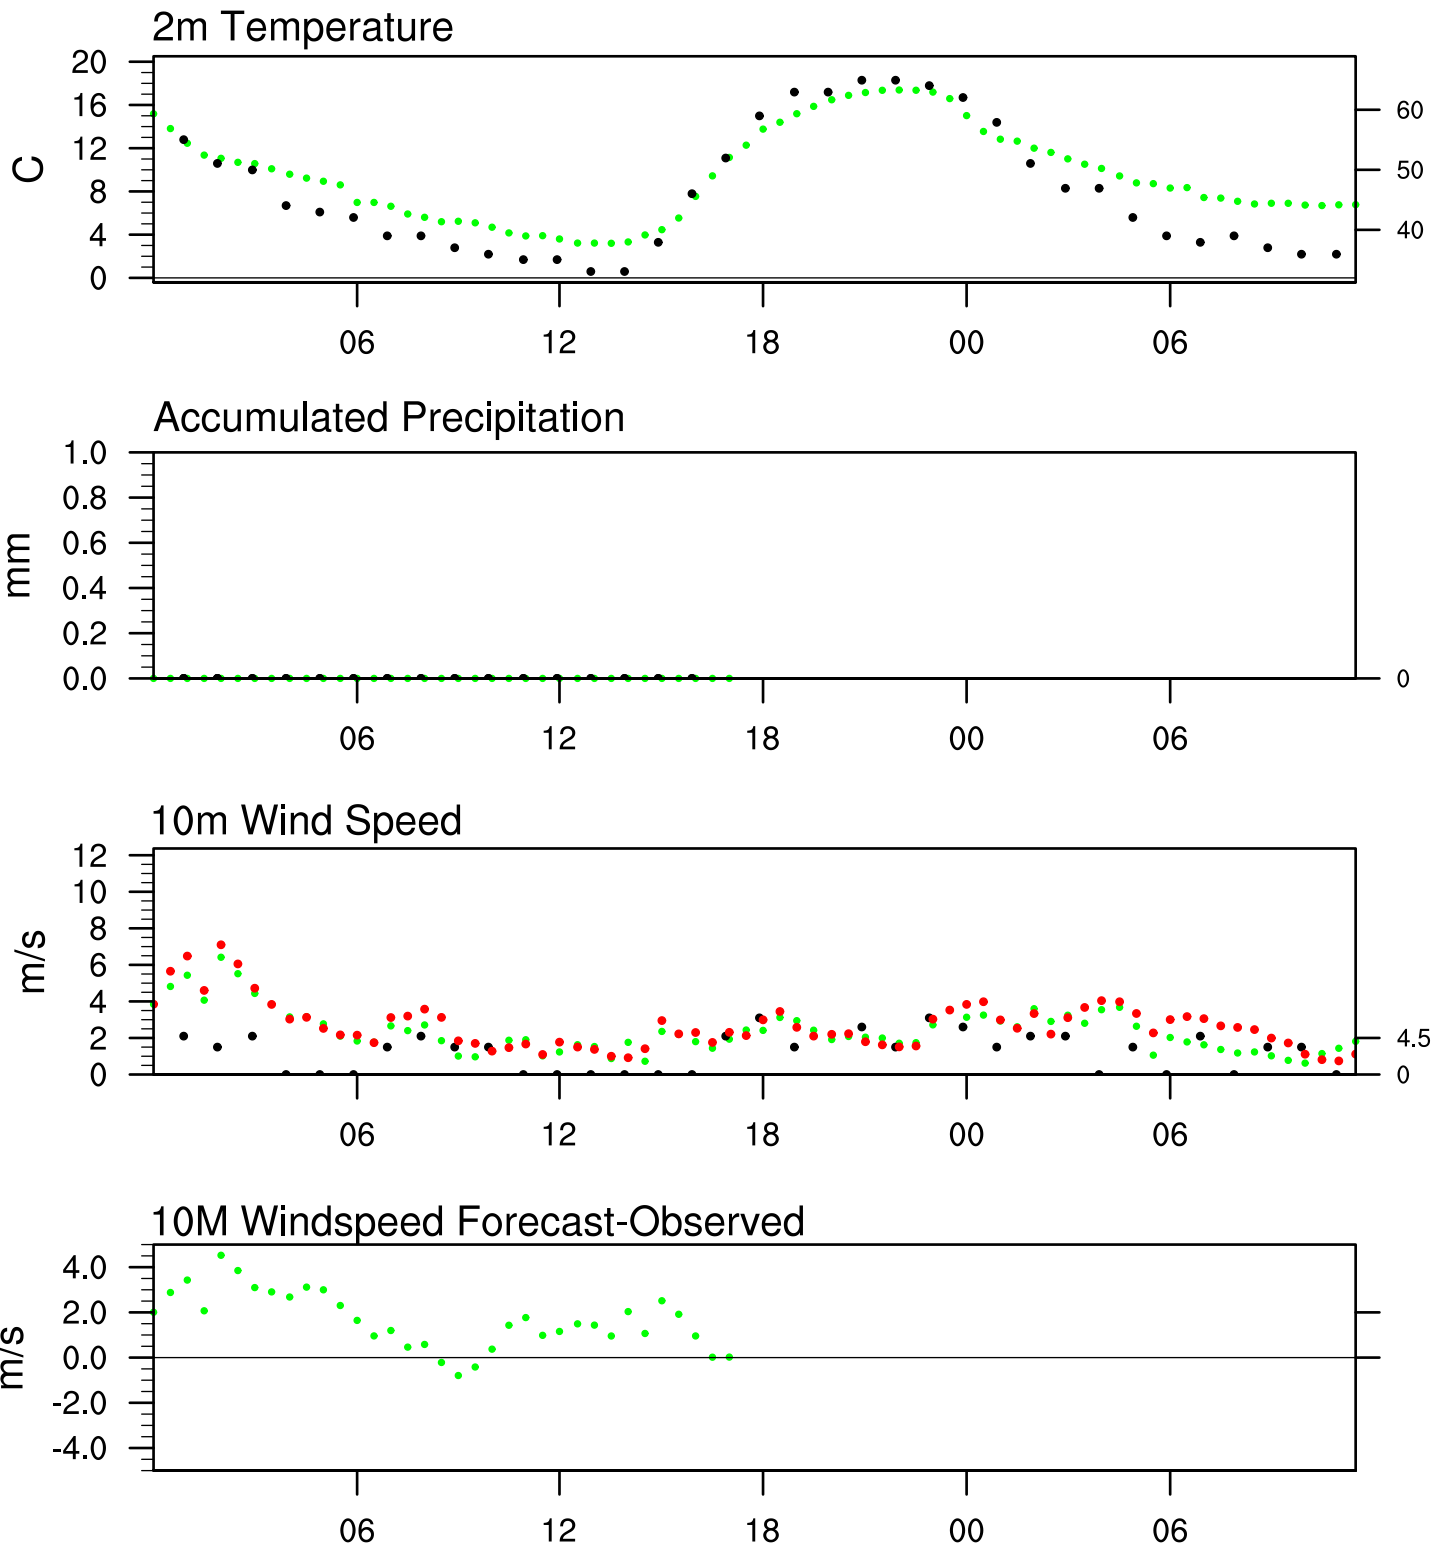 2m Temperature
20
16
12
8
4
0
C
60
50
40
06 12 18 00 06
Accumulated Precipitation
1.0
0.8
0.6
0.4
0.2
0.0
mm
0
06 12 18 00 06
10m Wind Speed
12
10
8
6
4
2
0
m/s
4.5
0
06 12 18 00 06
10M Windspeed Forecast-Observed
4.0
2.0
0.0
-2.0
-4.0
m/s
06 12 18 00 06